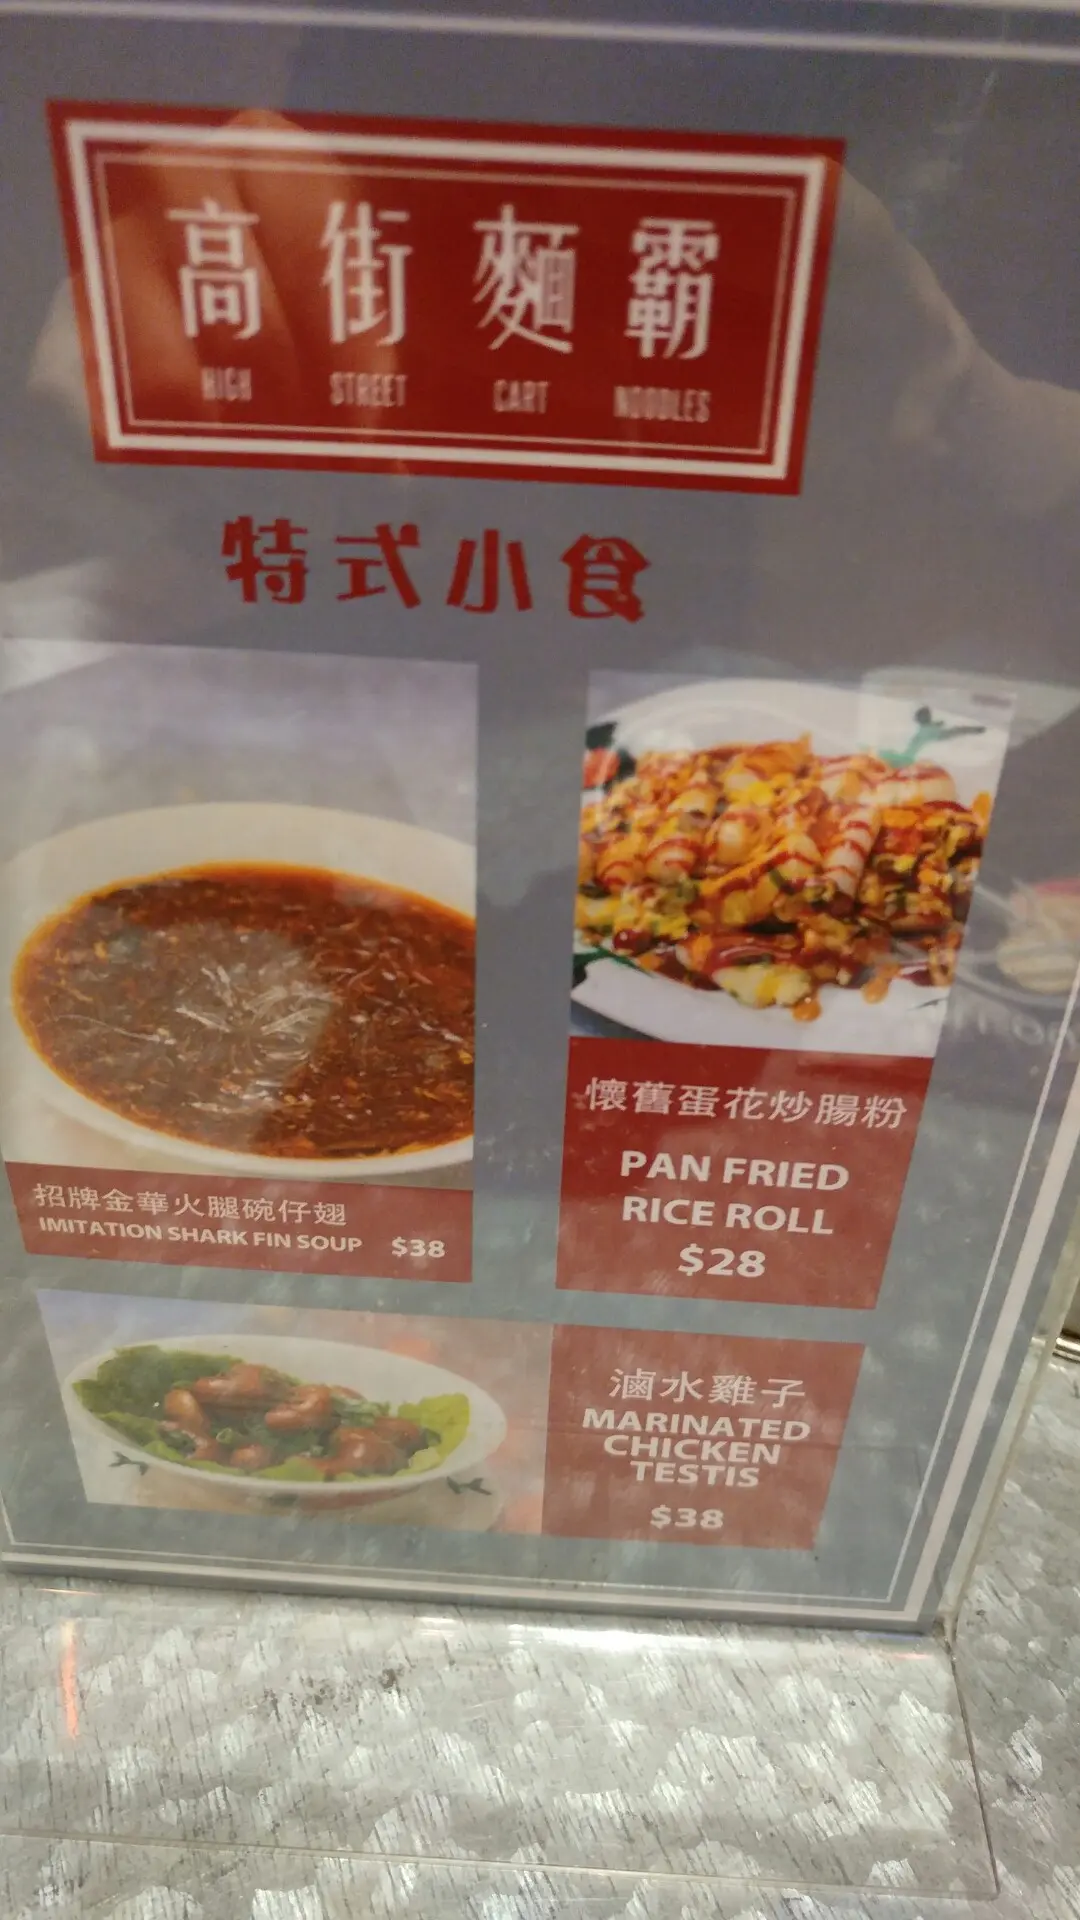 高街麵霸
HIGH STREET CART NOODLES
特式小食
招牌金華火腿碗仔翅
IMITATION SHARK FIN SOUP $38
懷舊蛋花炒腸粉
PAN FRIED
RICE ROLL
$28
滷水雞子
MARINATED
CHICKEN
TESTIS
$38